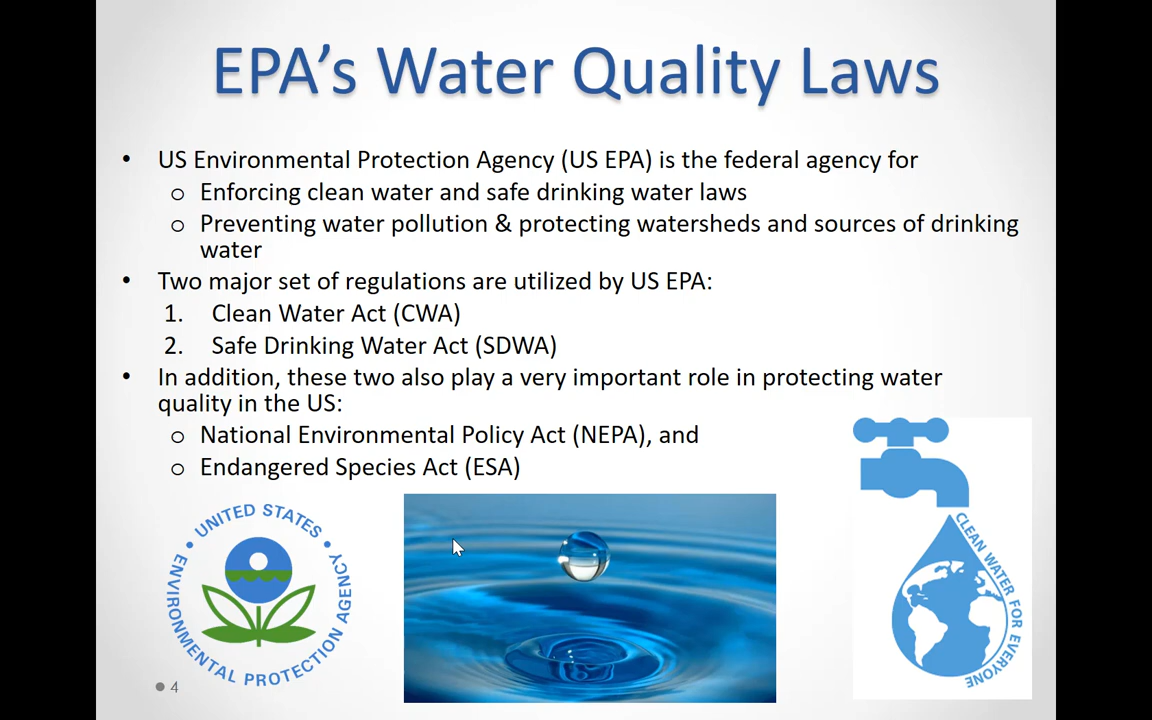 EPA's Water Quality Laws
• US Environmental Protection Agency (US EPA) is the federal agency for
o Enforcing clean water and safe drinking water laws
o Preventing water pollution & protecting watersheds and sources of drinking
water
• Two major set of regulations are utilized by US EPA:
1. Clean Water Act (CWA)
2. Safe Drinking Water Act (SDWA)
• In addition, these two also play a very important role in protecting water
quality in the US:
o National Environmental Policy Act (NEPA), and
o Endangered Species Act (ESA)
• UNITED STATES •
ENVIRONMENTAL PROTECTION AGENCY
CLEAN WATER FOR EVERYONE
4